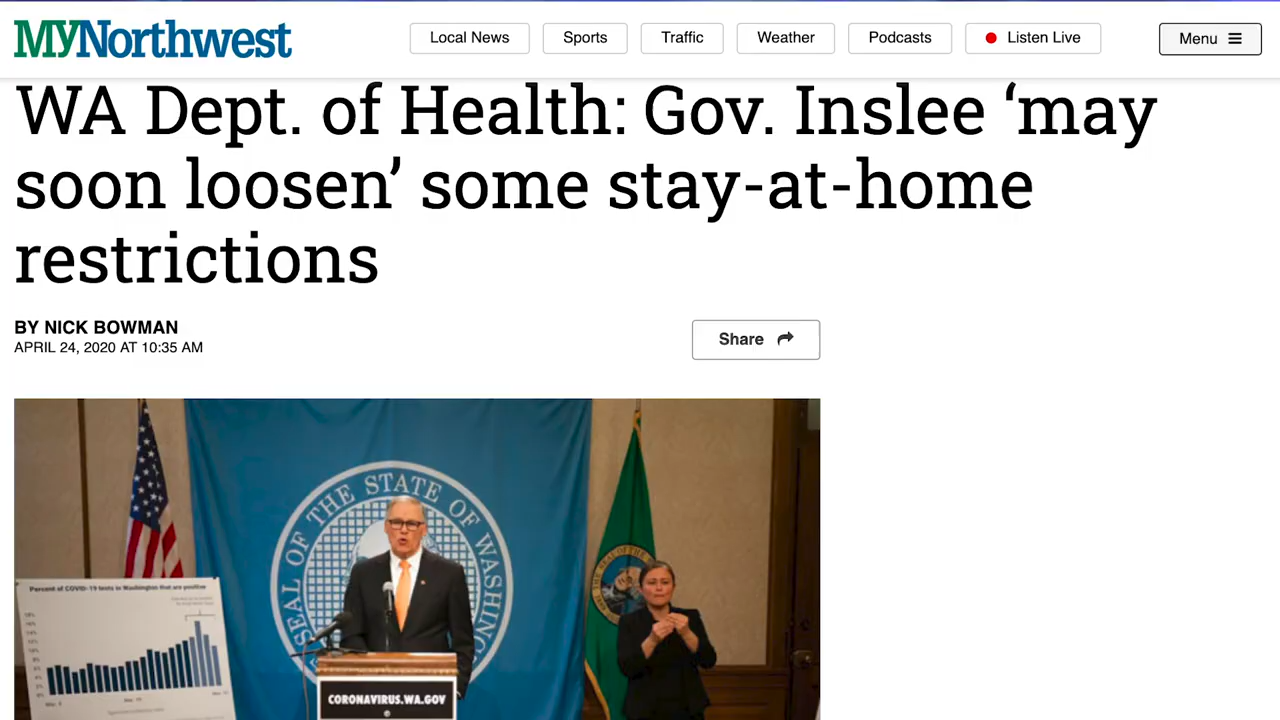 MYNorthwest
Local News
Sports
Traffic
Weather
Podcasts
Listen Live
Menu
WA Dept. of Health: Gov. Inslee ‘may
soon loosen’ some stay-at-home
restrictions
BY NICK BOWMAN
APRIL 24, 2020 AT 10:35 AM
Share
SEAL OF THE STATE OF WASHING
Percent of COVID-19 tests in Washington that are positive
CORONAVIRUS.WA.GOV